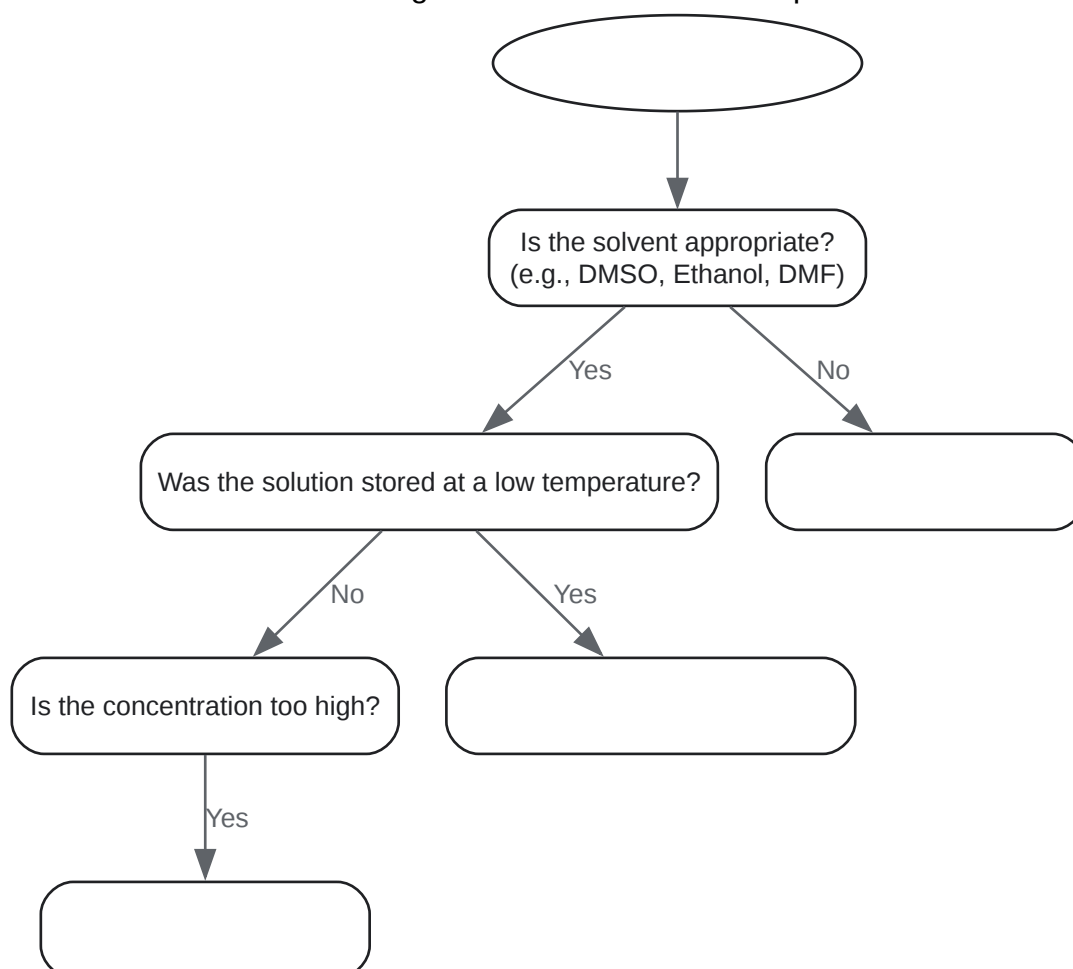 Is the solvent appropriate?
(e.g., DMSO, Ethanol, DMF)
Yes
No
Was the solution stored at a low temperature?
No
Yes
Is the concentration too high?
Yes